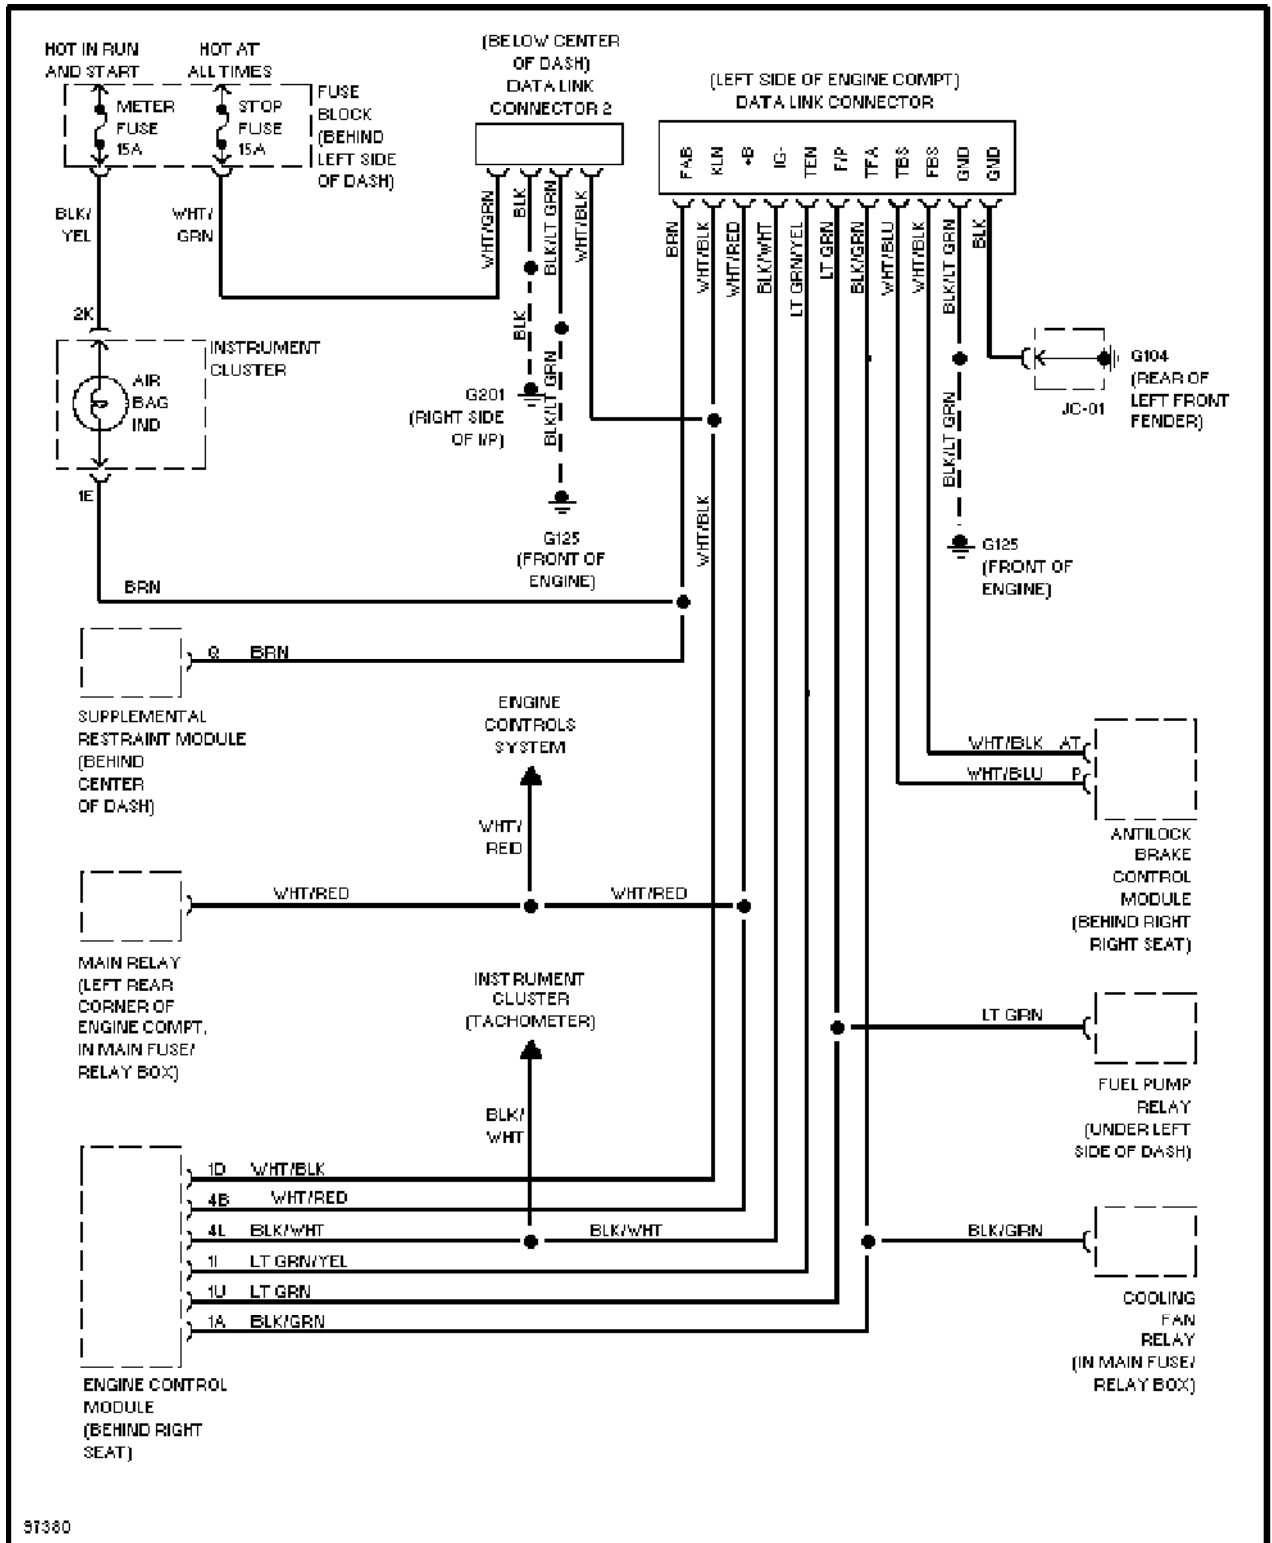 HOT IN RUN
AND START
HOT AT
ALL TIMES
METER
FUSE
15A
STOP
FUSE
15A
FUSE
BLOCK
(BEHIND
LEFT SIDE
OF DASH)
(BELOW CENTER
OF DASH)
DATA LINK
CONNECTOR 2
(LEFT SIDE OF ENGINE COMPT)
DATA LINK CONNECTOR
FAB
KLN
+B
IG-
TEN
F/P
TFA
TBS
FBS
GND
GND
BLK/
YEL
WHT/
GRN
WHT/GRN
BLK
BLK/LT GRN
WHT/BLK
BRN
WHT/BLK
WHT/RED
BLK/WHT
LT GRN/YEL
LT GRN
BLK/GRN
WHT/BLU
WHT/BLK
BLK/LT GRN
BLK
2K
INSTRUMENT
CLUSTER
AIR
BAG
IND
1E
BLK
BLK/LT GRN
G201
(RIGHT SIDE
OF I/P)
G125
(FRONT OF
ENGINE)
WHT/BLK
BLK/LT GRN
G104
(REAR OF
LEFT FRONT
FENDER)
JC-01
G125
(FRONT OF
ENGINE)
BRN
Q BRN
SUPPLEMENTAL
RESTRAINT MODULE
(BEHIND
CENTER
OF DASH)
ENGINE
CONTROLS
SYSTEM
WHT/
RED
WHT/BLK AT
WHT/BLU P
ANTILOCK
BRAKE
CONTROL
MODULE
(BEHIND RIGHT
RIGHT SEAT)
WHT/RED
WHT/RED
MAIN RELAY
(LEFT REAR
CORNER OF
ENGINE COMPT,
IN MAIN FUSE/
RELAY BOX)
INSTRUMENT
CLUSTER
(TACHOMETER)
BLK/
WHT
LT GRN
FUEL PUMP
RELAY
(UNDER LEFT
SIDE OF DASH)
1D WHT/BLK
4B WHT/RED
4L BLK/WHT
BLK/WHT
1I LT GRN/YEL
1U LT GRN
1A BLK/GRN
BLK/GRN
COOLING
FAN
RELAY
(IN MAIN FUSE/
RELAY BOX)
ENGINE CONTROL
MODULE
(BEHIND RIGHT
SEAT)
97380